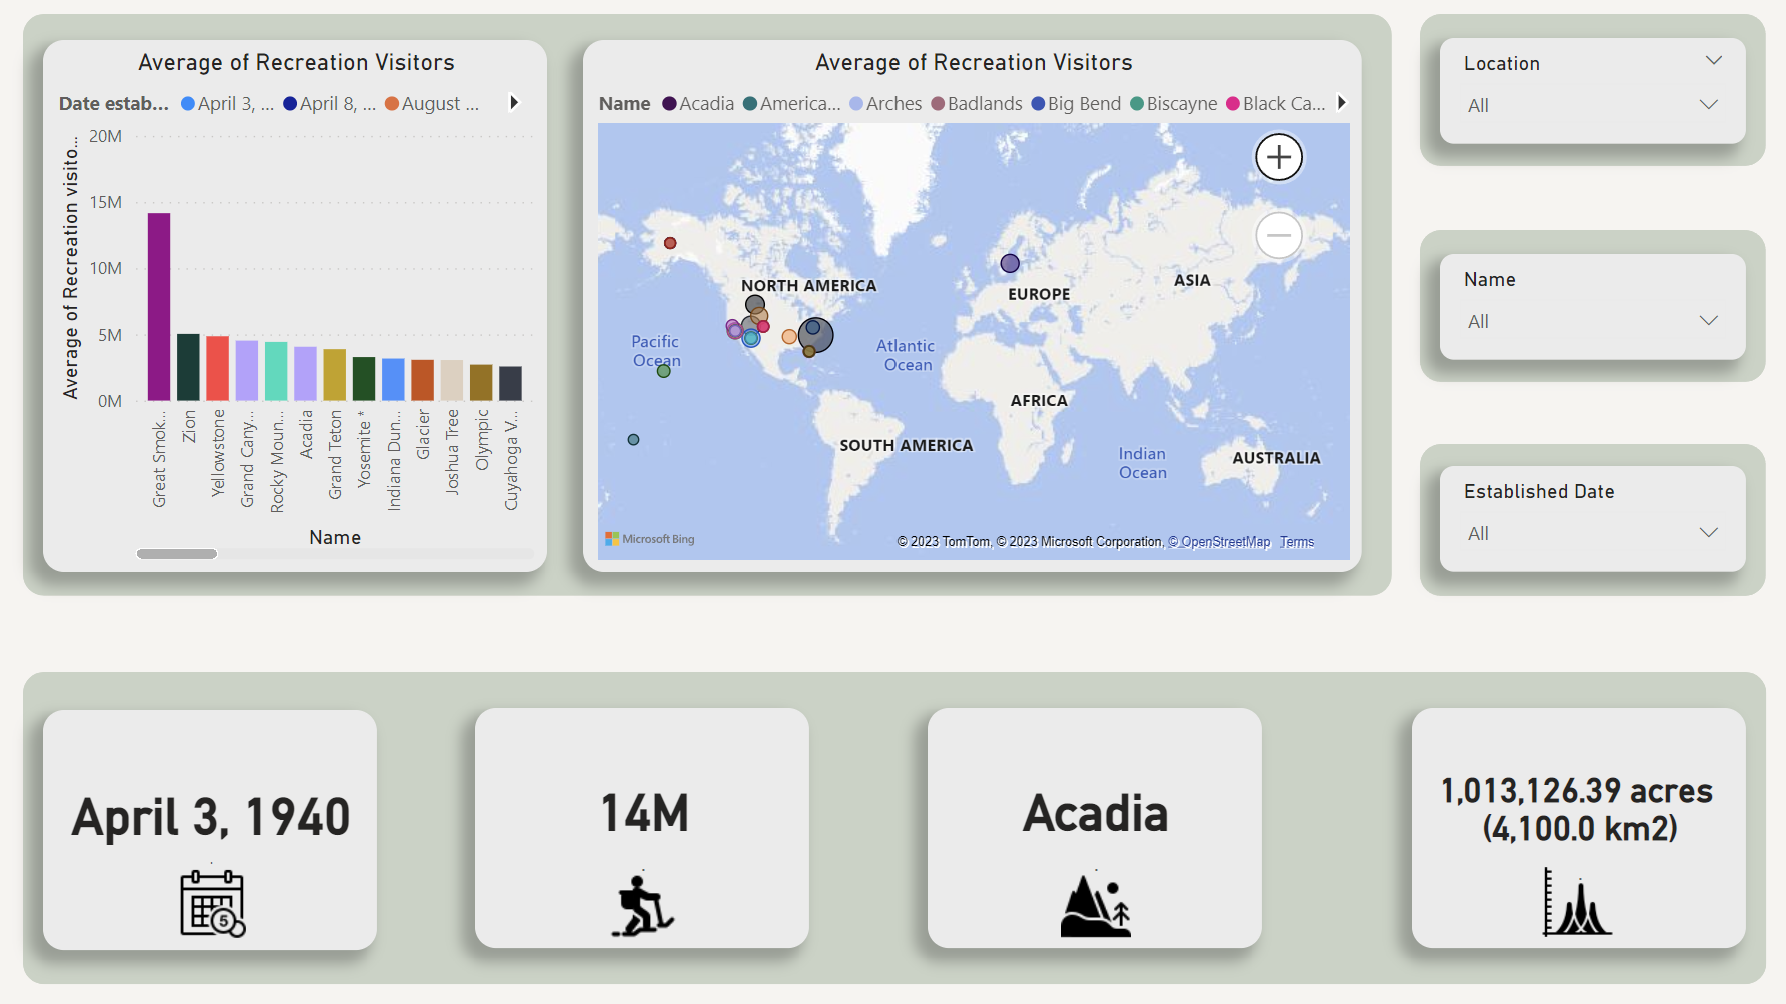 Average of Recreation Visitors
Date estab... April 3, ... April 8, ... August ...
Average of Recreation visito...
20M
15M
10M
5M
0M
Great Smok...
Zion
Yellowstone
Grand Cany...
Rocky Moun...
Acadia
Grand Teton
Yosemite *
Indiana Dun...
Glacier
Joshua Tree
Olympic
Cuyahoga V...
Name
Average of Recreation Visitors
Name Acadia America... Arches Badlands Big Bend Biscayne Black Ca...
NORTH AMERICA
EUROPE
ASIA
Pacific
Ocean
Atlantic
Ocean
AFRICA
SOUTH AMERICA
Indian
Ocean
AUSTRALIA
Microsoft Bing
© 2023 TomTom, © 2023 Microsoft Corporation, © OpenStreetMap Terms
Location
All
Name
All
Established Date
All
April 3, 1940
5
14M
Acadia
1,013,126.39 acres
(4,100.0 km2)